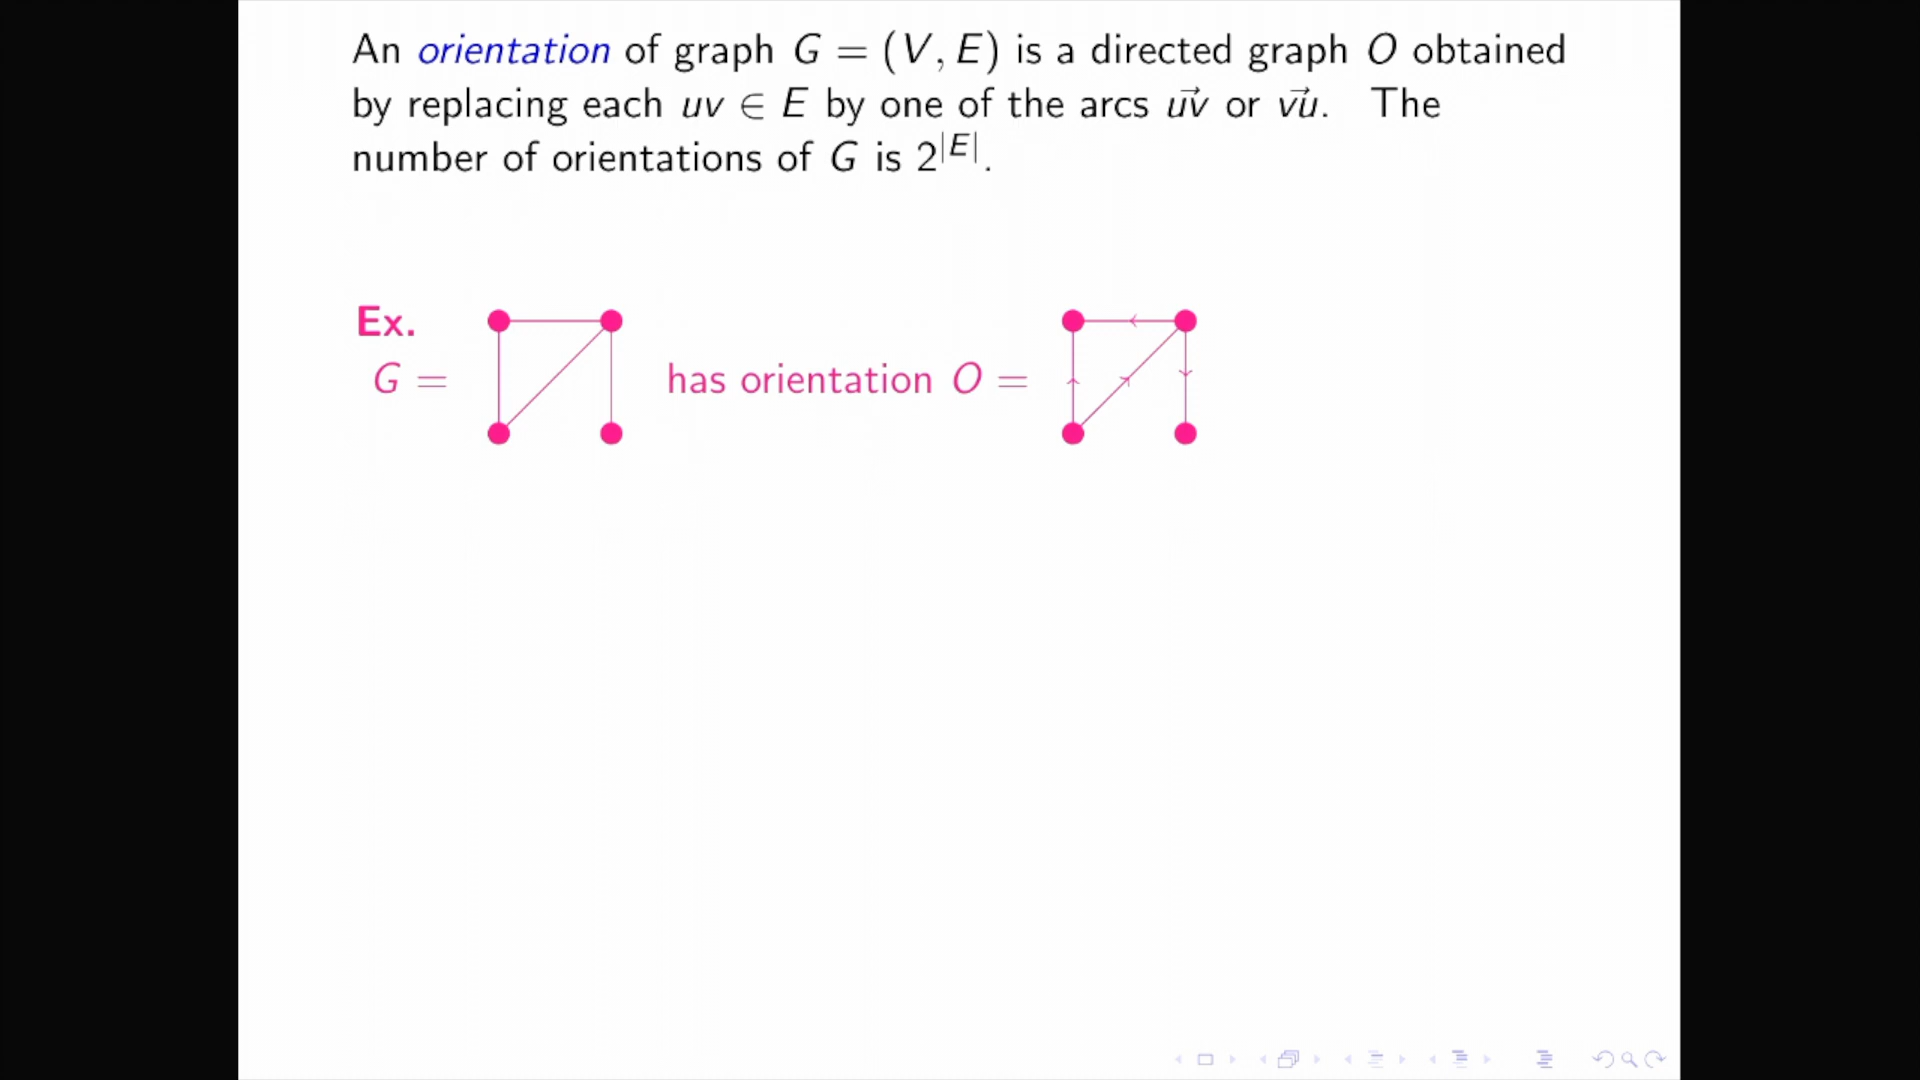 An orientation of graph G = (V, E) is a directed graph O obtained
by replacing each uv ∈ E by one of the arcs u⃗v or v⃗u. The
number of orientations of G is 2^|E|.
Ex.
G = has orientation O =